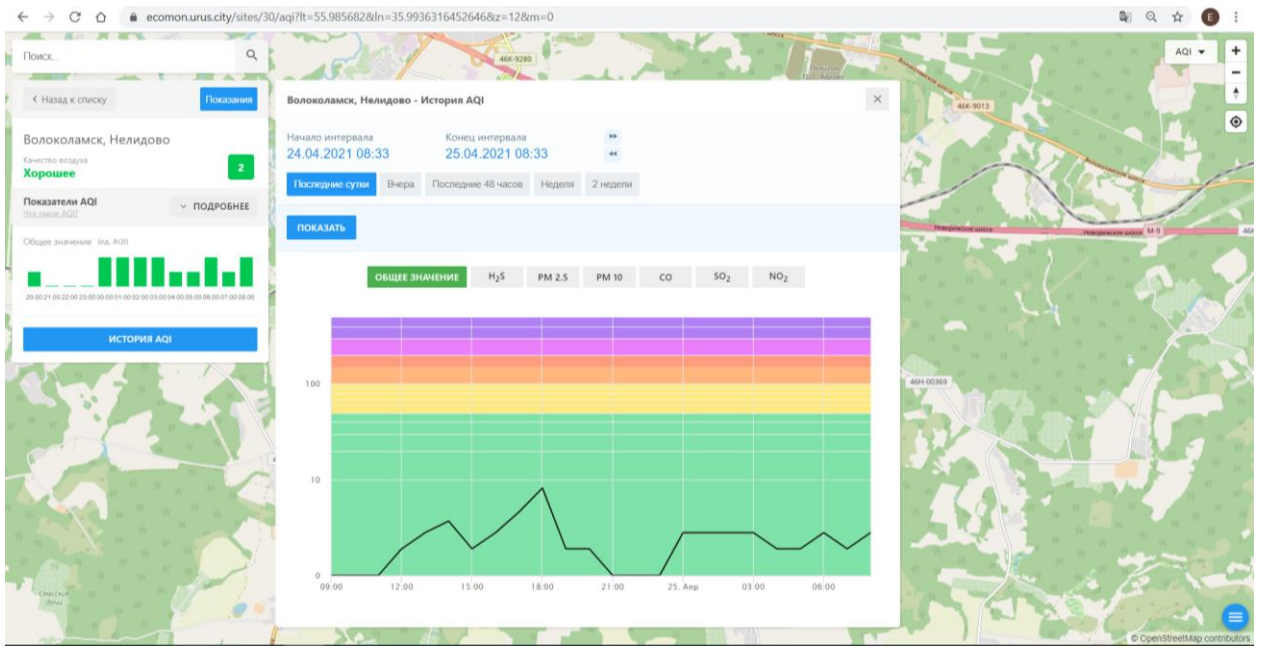 ecomon.urus.city/sites/30/aqi?lt=55.985682&ln=35.9936316452646&z=12&m=0
E
Поиск...
46К-9280
AQI
+
−
< Назад к списку
Показания
Волоколамск, Нелидово - История AQI
×
46К-9013
Волоколамск, Нелидово
Качество воздуха
Хорошее
2
Начало интервала
Конец интервала
24.04.2021 08:33
25.04.2021 08:33
Последние сутки
Вчера
Последние 48 часов
Неделя
2 недели
Показатели AQI
Что такое AQI?
ПОДРОБНЕЕ
ПОКАЗАТЬ
Новорижское шоссе
М-9
Общее значение (ед. AQI)
20:00 21:00 22:00 23:00 00:00 01:00 02:00 03:00 04:00 05:00 06:00 07:00 08:00
ИСТОРИЯ AQI
ОБЩЕЕ ЗНАЧЕНИЕ
H₂S
PM 2.5
PM 10
CO
SO₂
NO₂
100
46Н-00369
10
0
09:00
12:00
15:00
18:00
21:00
25. Апр
03:00
06:00
Спасские
дачи
© OpenStreetMap contributors